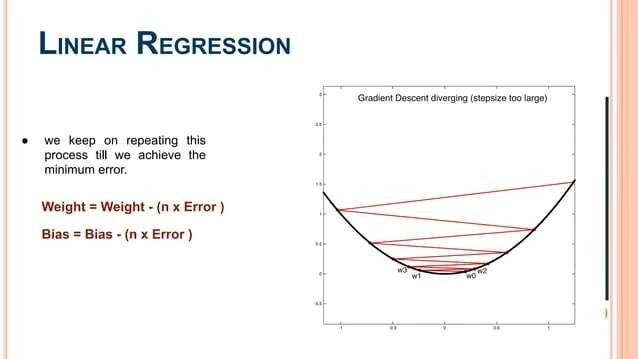 LINEAR REGRESSION
● we keep on repeating this
process till we achieve the
minimum error.
Weight = Weight - (n x Error )
Bias = Bias - (n x Error )
Gradient Descent diverging (stepsize too large)
3
2.5
2
1.5
1
0.5
0
-0.5
w3
w1
w0
w2
-1 -0.5 0 0.5 1